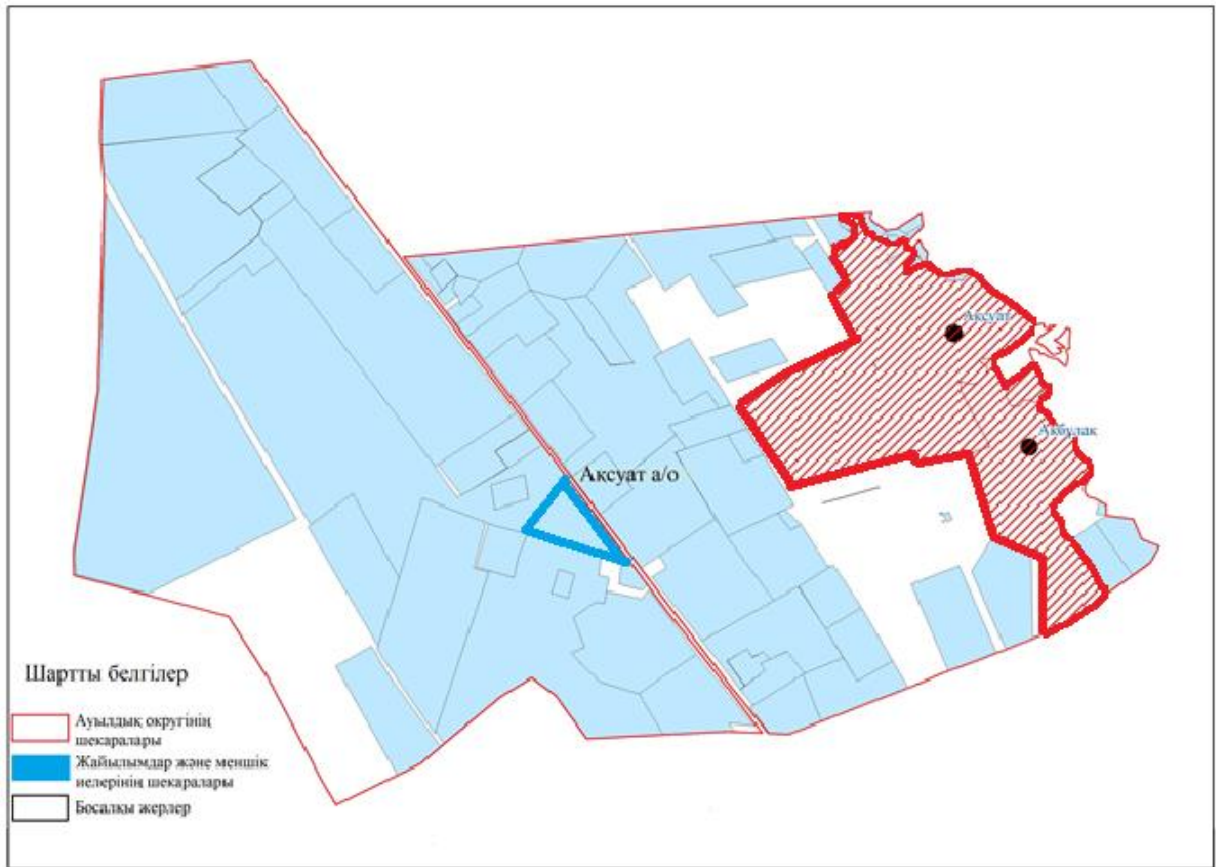 Аксуат
Акбулак
Аксуат а/о
Шартты белгілер
Ауылдық округінің
шекаралары
Жайылымдар және меншік
иелерінің шекаралары
Босалқы жерлер